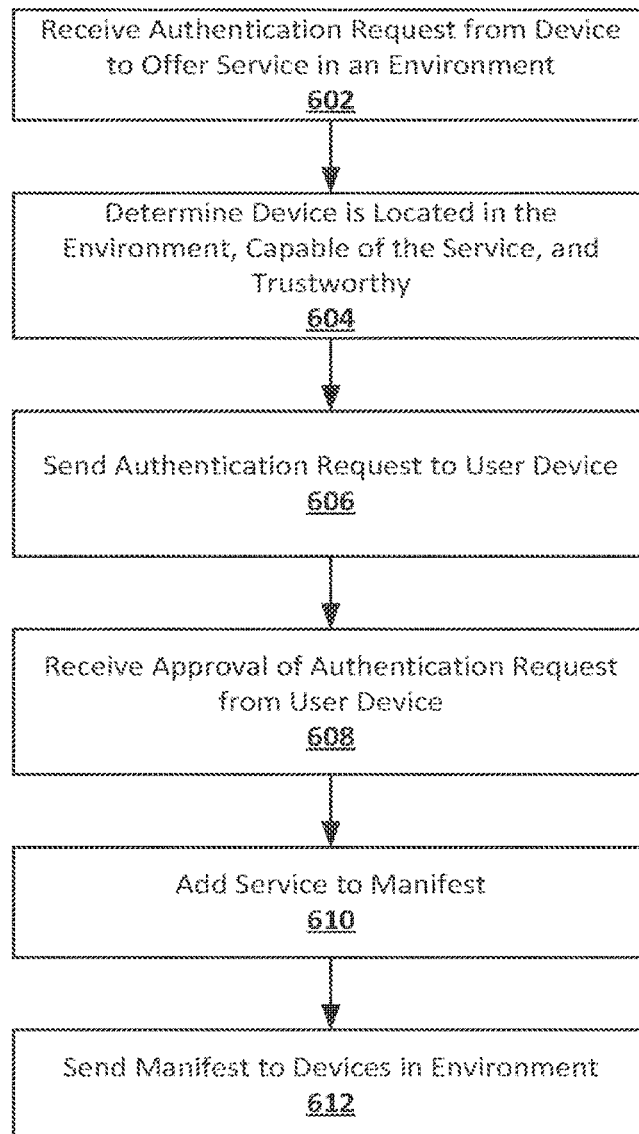 Receive Authentication Request from Device
to Offer Service in an Environment
602
Determine Device is Located in the
Environment, Capable of the Service, and
Trustworthy
604
Send Authentication Request to User Device
606
Receive Approval of Authentication Request
from User Device
608
Add Service to Manifest
610
Send Manifest to Devices in Environment
612